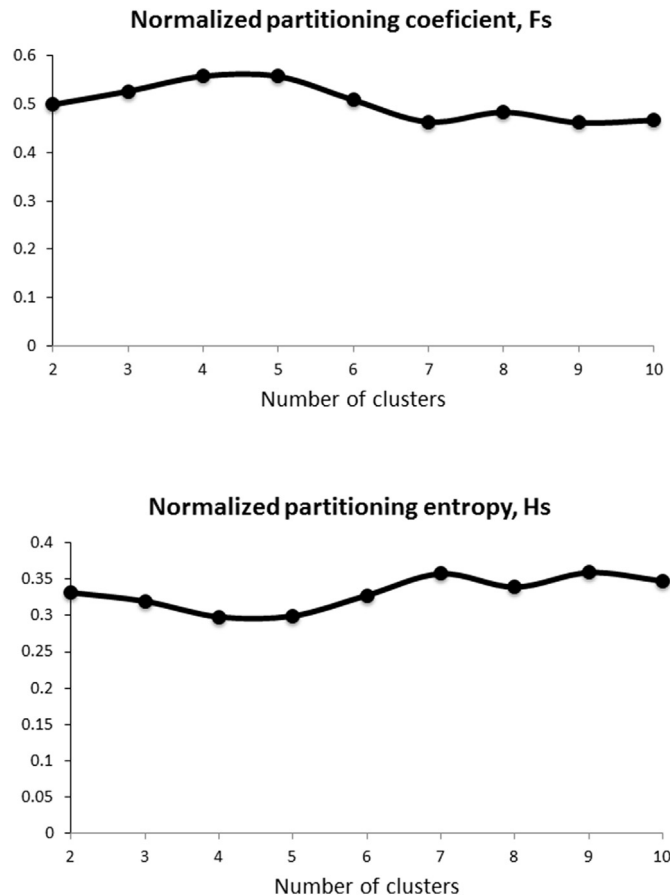 Normalized partitioning coeficient, Fs
0.6
0.5
0.4
0.3
0.2
0.1
0
2 3 4 5 6 7 8 9 10
Number of clusters
Normalized partitioning entropy, Hs
0.4
0.35
0.3
0.25
0.2
0.15
0.1
0.05
0
2 3 4 5 6 7 8 9 10
Number of clusters